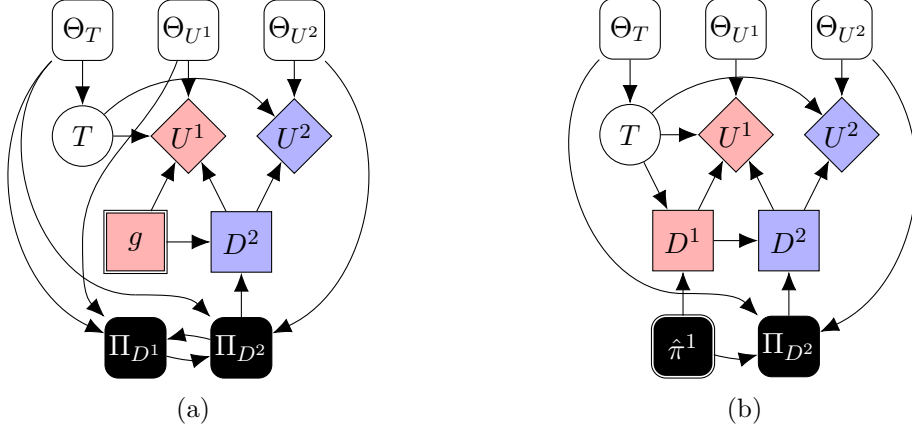 Θ_T Θ_{U^1} Θ_{U^2} Θ_T Θ_{U^1} Θ_{U^2}
T U^1 U^2 T U^1 U^2
g D^2 D^1 D^2
Π_{D^1} Π_{D^2} π̂^1 Π_{D^2}
(a) (b)